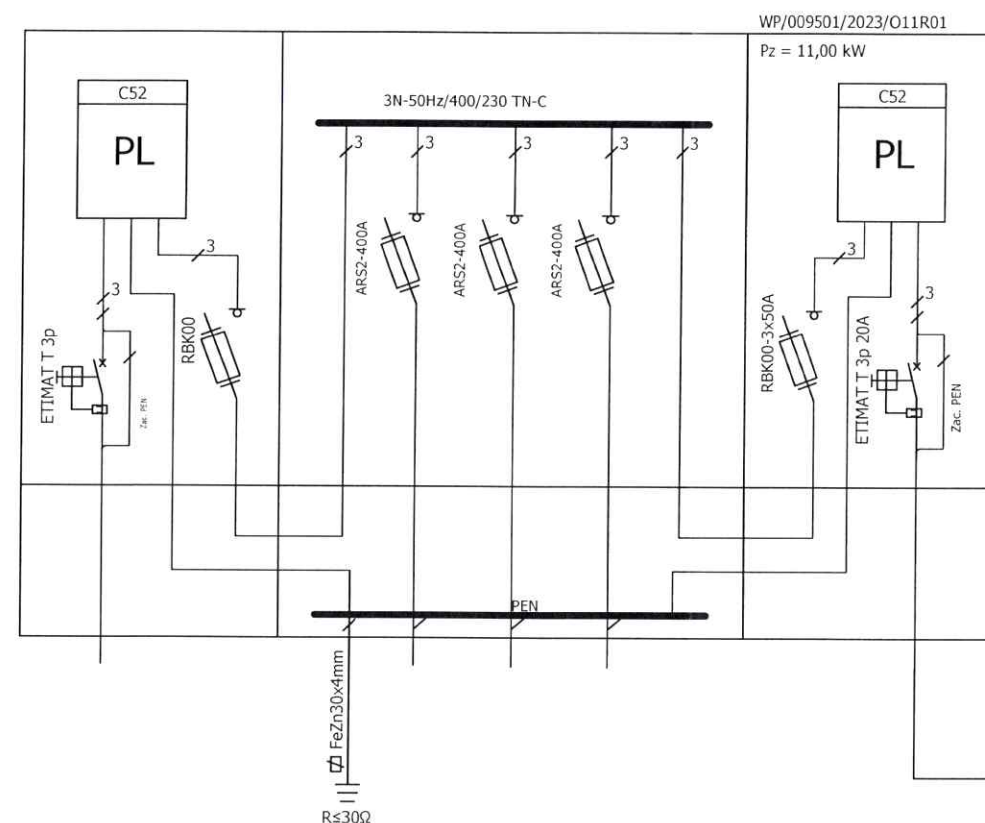 WP/009501/2023/O11R01
Pz = 11,00 kW
C52
PL
3N-50Hz/400/230 TN-C
C52
PL
3
3
3
3
3
3
3
3
3
ARS2-400A
ARS2-400A
ARS2-400A
RBK00
ETIMAT T 3p
Zac. PEN
RBK00-3x50A
ETIMAT T 3p 20A
Zac. PEN
PEN
FeZn30x4mm
R≤30Ω